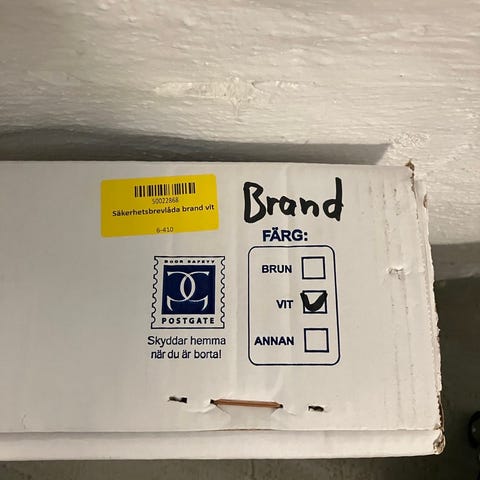 50022868
Säkerhetsbrevlåda brand vit
6-410
Brand
FÄRG:
BRUN
VIT
ANNAN
DOOR SAFETY
POSTGATE
Skyddar hemma
när du är borta!